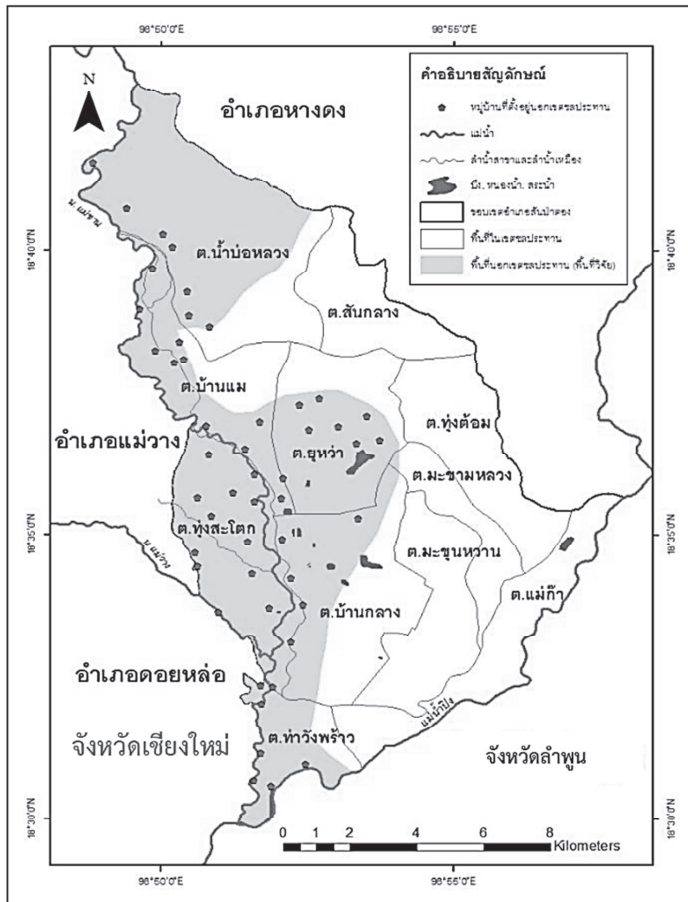 98°50'0"E
98°55'0"E
N
คำอธิบายสัญลักษณ์
หมู่บ้านที่ตั้งอยู่นอกเขตชลประทาน
แม่น้ำ
ลำน้ำสาขาและลำน้ำเหมือง
บึง, หนองน้ำ, สระน้ำ
ขอบเขตอำเภอสันป่าตอง
พื้นที่ในเขตชลประทาน
พื้นที่นอกเขตชลประทาน (พื้นที่วิจัย)
อำเภอหางดง
น.แม่ขาน
18°40'0"N
18°40'0"N
ต.น้ำบ่อหลวง
ต.สันกลาง
ต.บ้านแม
ต.ทุ่งต้อม
อำเภอแม่วาง
ต.ยุหว่า
ต.มะขามหลวง
ต.ทุ่งสะโตก
18°35'0"N
18°35'0"N
น.แม่วาง
ต.มะขุนหวาน
ต.แม่ก๊า
ต.บ้านกลาง
อำเภอดอยหล่อ
แม่น้ำปิง
จังหวัดเชียงใหม่
ต.ท่าวังพร้าว
จังหวัดลำพูน
18°30'0"N
18°30'0"N
0 1 2 4 6 8
Kilometers
98°50'0"E
98°55'0"E